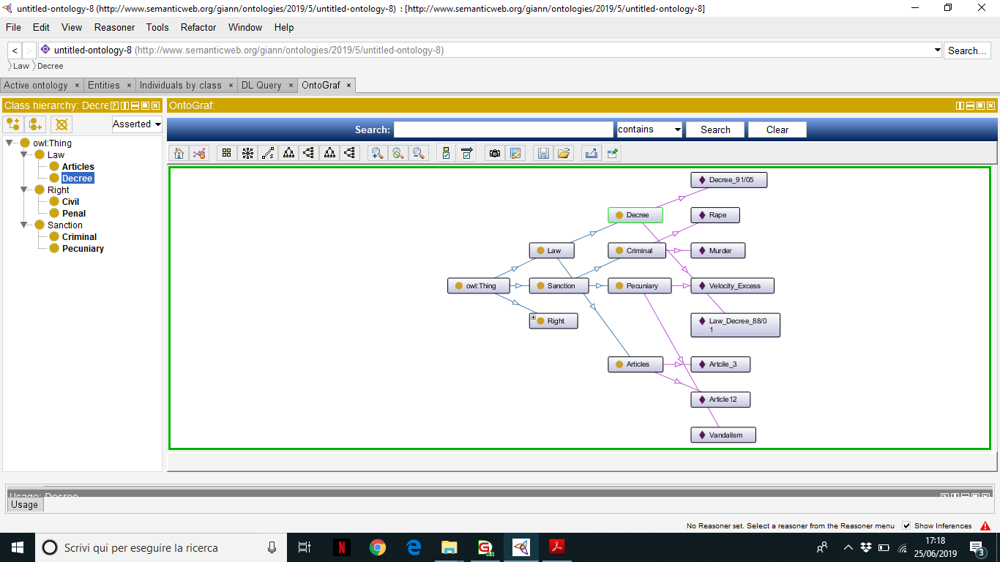 untitled-ontology-8 (http://www.semanticweb.org/giann/ontologies/2019/5/untitled-ontology-8) : [http://www.semanticweb.org/giann/ontologies/2019/5/untitled-ontology-8]
File Edit View Reasoner Tools Refactor Window Help
< > untitled-ontology-8 (http://www.semanticweb.org/giann/ontologies/2019/5/untitled-ontology-8) Search...
Law Decree
Active ontology × Entities × Individuals by class × DL Query × OntoGraf ×
Class hierarchy: Decre
OntoGraf:
Asserted
Search: contains Search Clear
owl:Thing
Law
Articles
Decree
Right
Civil
Penal
Sanction
Criminal
Pecuniary
Decree_91/05
Decree
Rape
Law
Criminal
Murder
owl:Thing
Sanction
Pecuniary
Velocity_Excess
Right
Law_Decree_88/0
1
Articles
Artcile_3
Article12
Vandalism
Usage: Decree
Usage
No Reasoner set. Select a reasoner from the Reasoner menu Show Inferences
Scrivi qui per eseguire la ricerca
17:18
25/06/2019
3